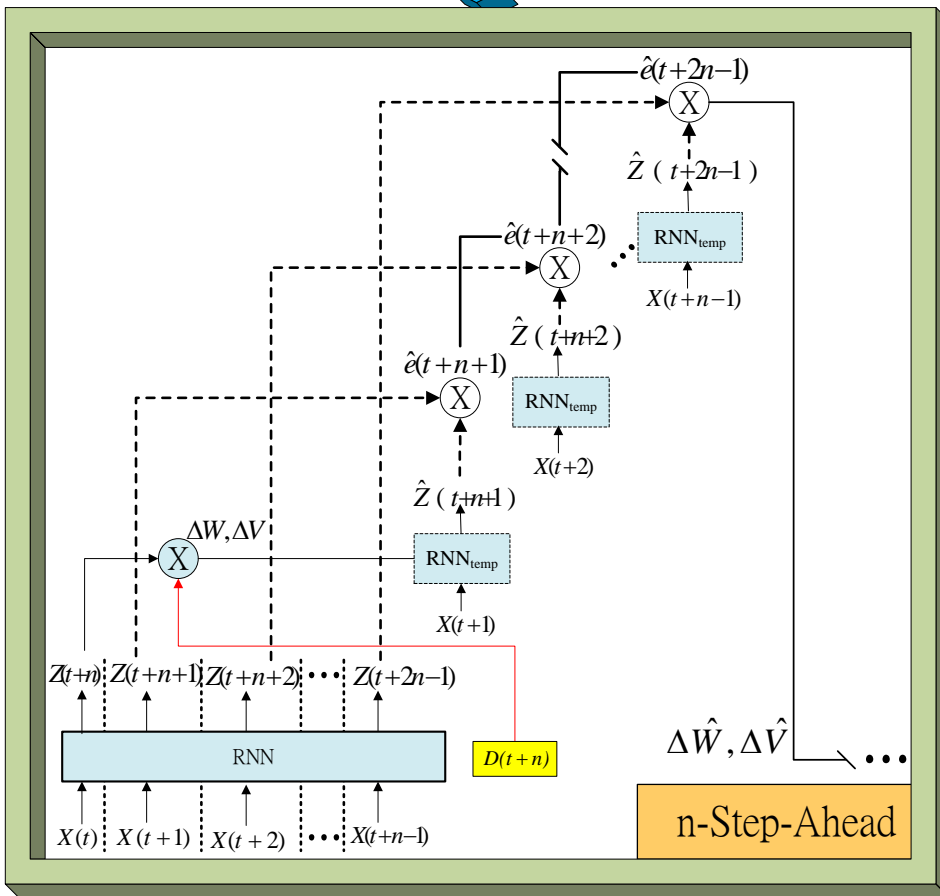 ê(t+2n−1)
X
Ẑ ( t+2n−1)
RNN_temp
X(t+n−1)
ê(t+n+2)
X
Ẑ ( t+n+2)
RNN_temp
X(t+2)
ê(t+n+1)
X
Ẑ ( t+n+1)
RNN_temp
X(t+1)
ΔW,ΔV
X
Z(t+n) Z(t+n+1) Z(t+n+2) ••• Z(t+2n−1)
RNN
D(t+n)
X(t) X(t+1) X(t+2) ••• X(t+n−1)
ΔŴ, ΔV̂
•••
n-Step-Ahead